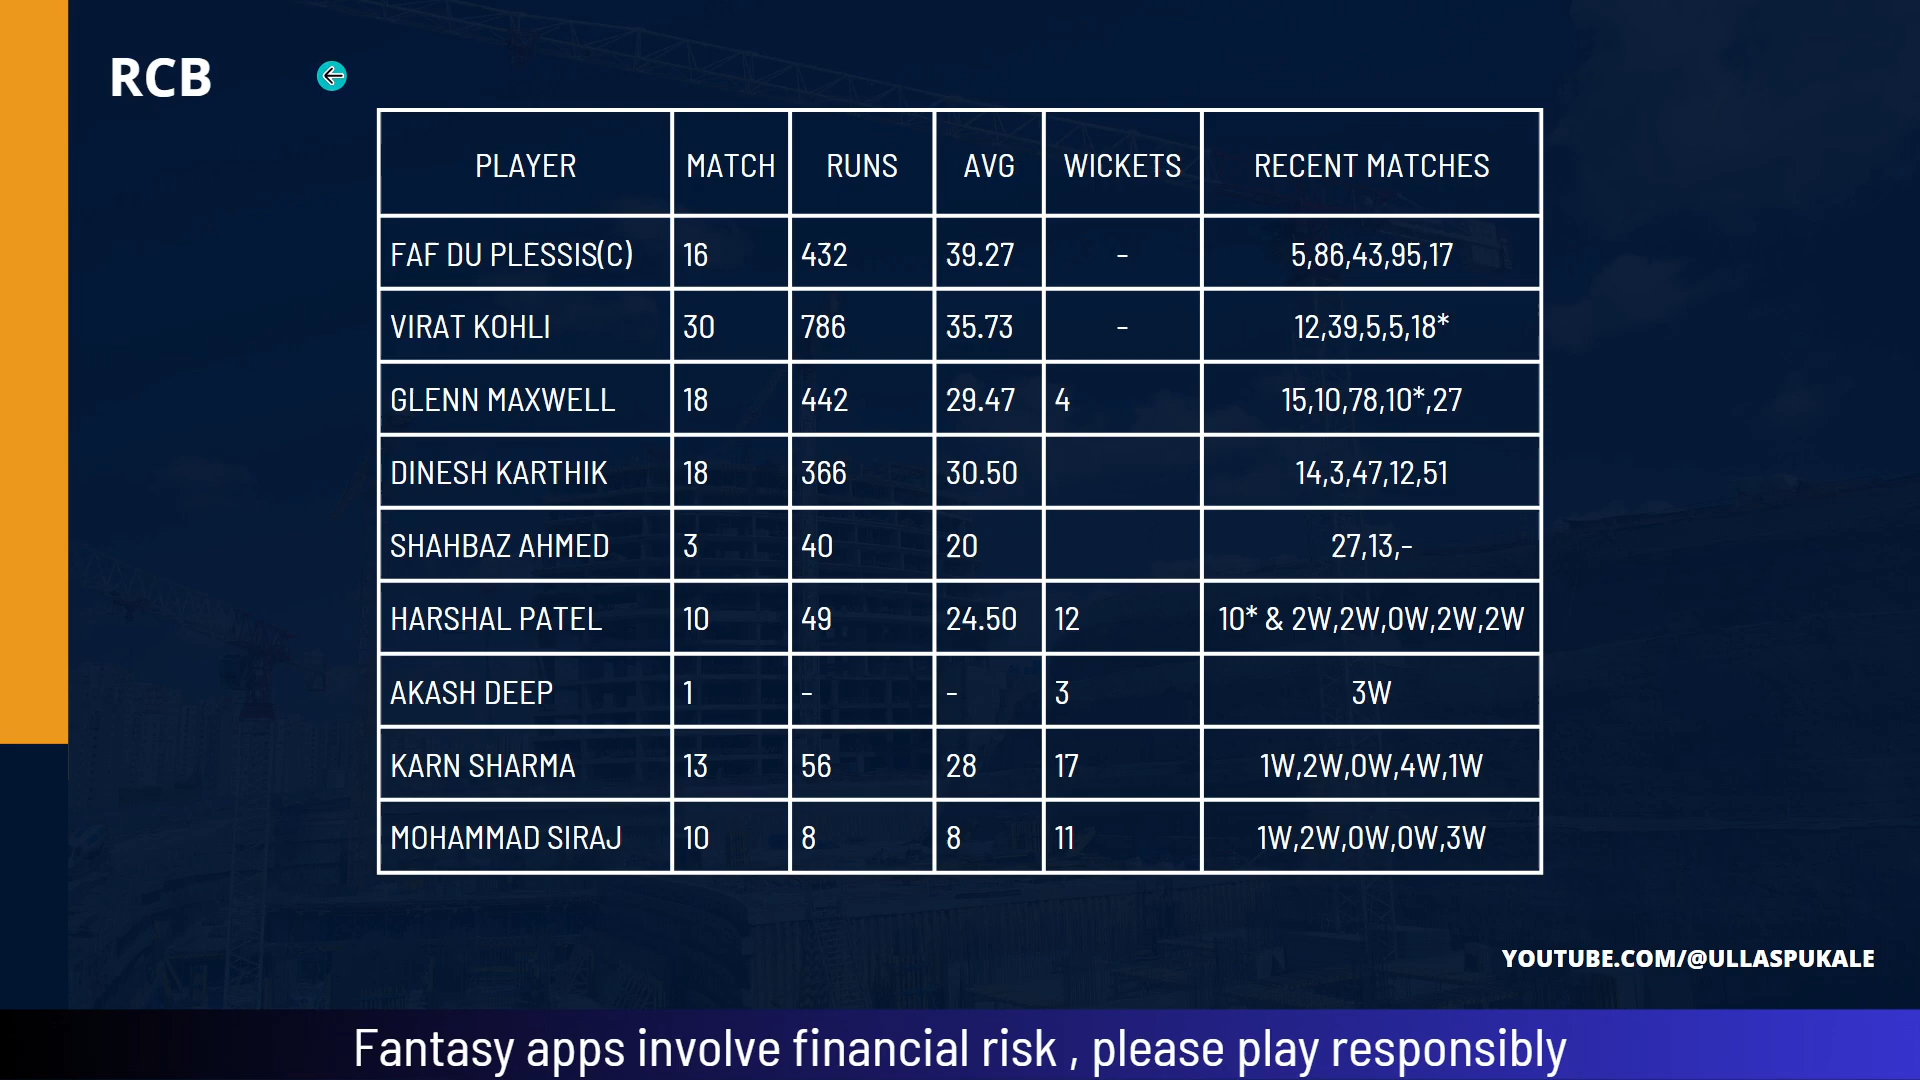 RCB
PLAYER MATCH RUNS AVG WICKETS RECENT MATCHES
FAF DU PLESSIS(C) 16 432 39.27 - 5,86,43,95,17
VIRAT KOHLI 30 786 35.73 - 12,39,5,5,18*
GLENN MAXWELL 18 442 29.47 4 15,10,78,10*,27
DINESH KARTHIK 18 366 30.50 14,3,47,12,51
SHAHBAZ AHMED 3 40 20 27,13,-
HARSHAL PATEL 10 49 24.50 12 10* & 2W,2W,0W,2W,2W
AKASH DEEP 1 - - 3 3W
KARN SHARMA 13 56 28 17 1W,2W,0W,4W,1W
MOHAMMAD SIRAJ 10 8 8 11 1W,2W,0W,0W,3W
YOUTUBE.COM/@ULLASPUKALE
Fantasy apps involve financial risk , please play responsibly